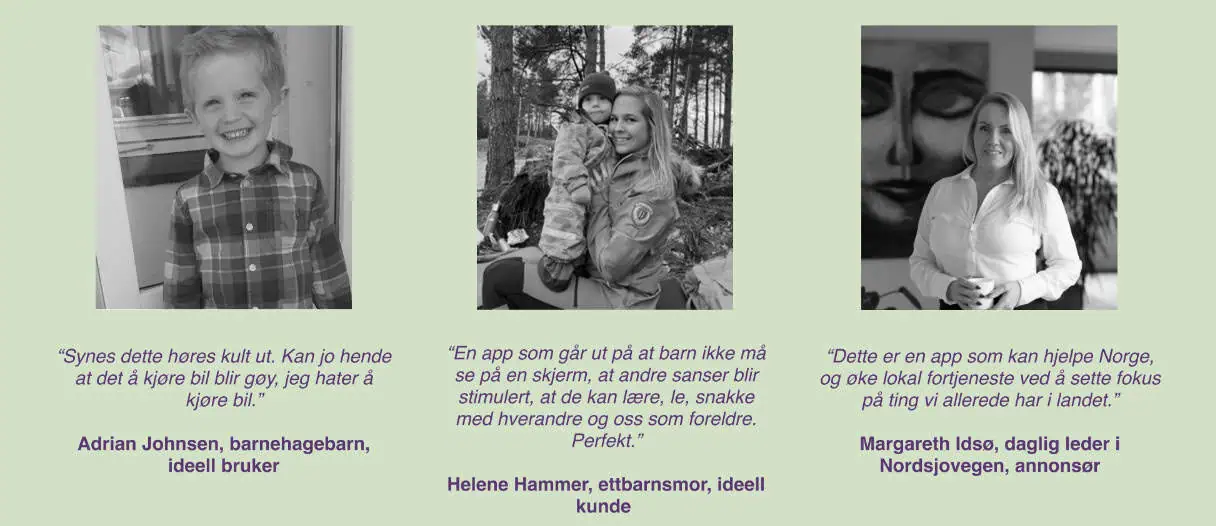 “Synes dette høres kult ut. Kan jo hende
at det å kjøre bil blir gøy, jeg hater å
kjøre bil.”
Adrian Johnsen, barnehagebarn,
ideell bruker
“En app som går ut på at barn ikke må
se på en skjerm, at andre sanser blir
stimulert, at de kan lære, le, snakke
med hverandre og oss som foreldre.
Perfekt.”
Helene Hammer, ettbarnsmor, ideell
kunde
“Dette er en app som kan hjelpe Norge,
og øke lokal fortjeneste ved å sette fokus
på ting vi allerede har i landet.”
Margareth Idsø, daglig leder i
Nordsjovegen, annonsør